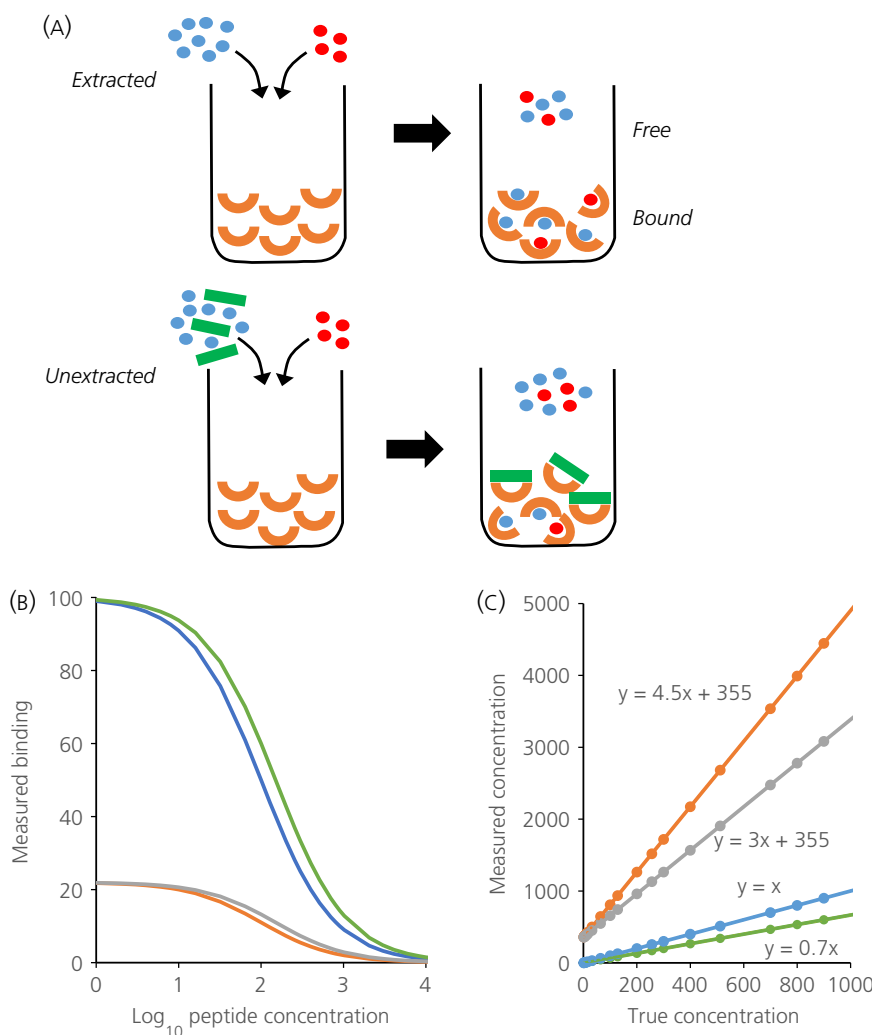 (A)
Extracted
Free
Bound
Unextracted
(B)
100
80
60
40
20
0
Measured binding
0
1
2
3
4
Log10 peptide concentration
(C)
5000
4000
3000
2000
1000
0
Measured concentration
y = 4.5x + 355
y = 3x + 355
y = x
y = 0.7x
0
200
400
600
800
1000
True concentration